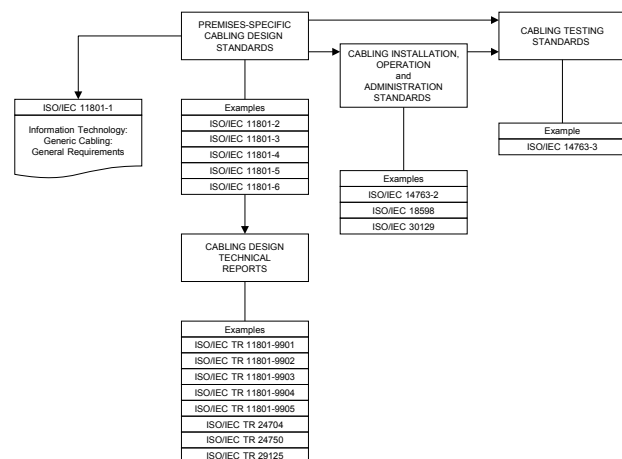 PREMISES-SPECIFIC
CABLING DESIGN
STANDARDS
CABLING TESTING
STANDARDS
CABLING INSTALLATION,
OPERATION
and
ADMINISTRATION
STANDARDS
ISO/IEC 11801-1
Information Technology:
Generic Cabling:
General Requirements
Examples
ISO/IEC 11801-2
ISO/IEC 11801-3
ISO/IEC 11801-4
ISO/IEC 11801-5
ISO/IEC 11801-6
Example
ISO/IEC 14763-3
Examples
ISO/IEC 14763-2
ISO/IEC 18598
ISO/IEC 30129
CABLING DESIGN
TECHNICAL
REPORTS
Examples
ISO/IEC TR 11801-9901
ISO/IEC TR 11801-9902
ISO/IEC TR 11801-9903
ISO/IEC TR 11801-9904
ISO/IEC TR 11801-9905
ISO/IEC TR 24704
ISO/IEC TR 24750
ISO/IEC TR 29125